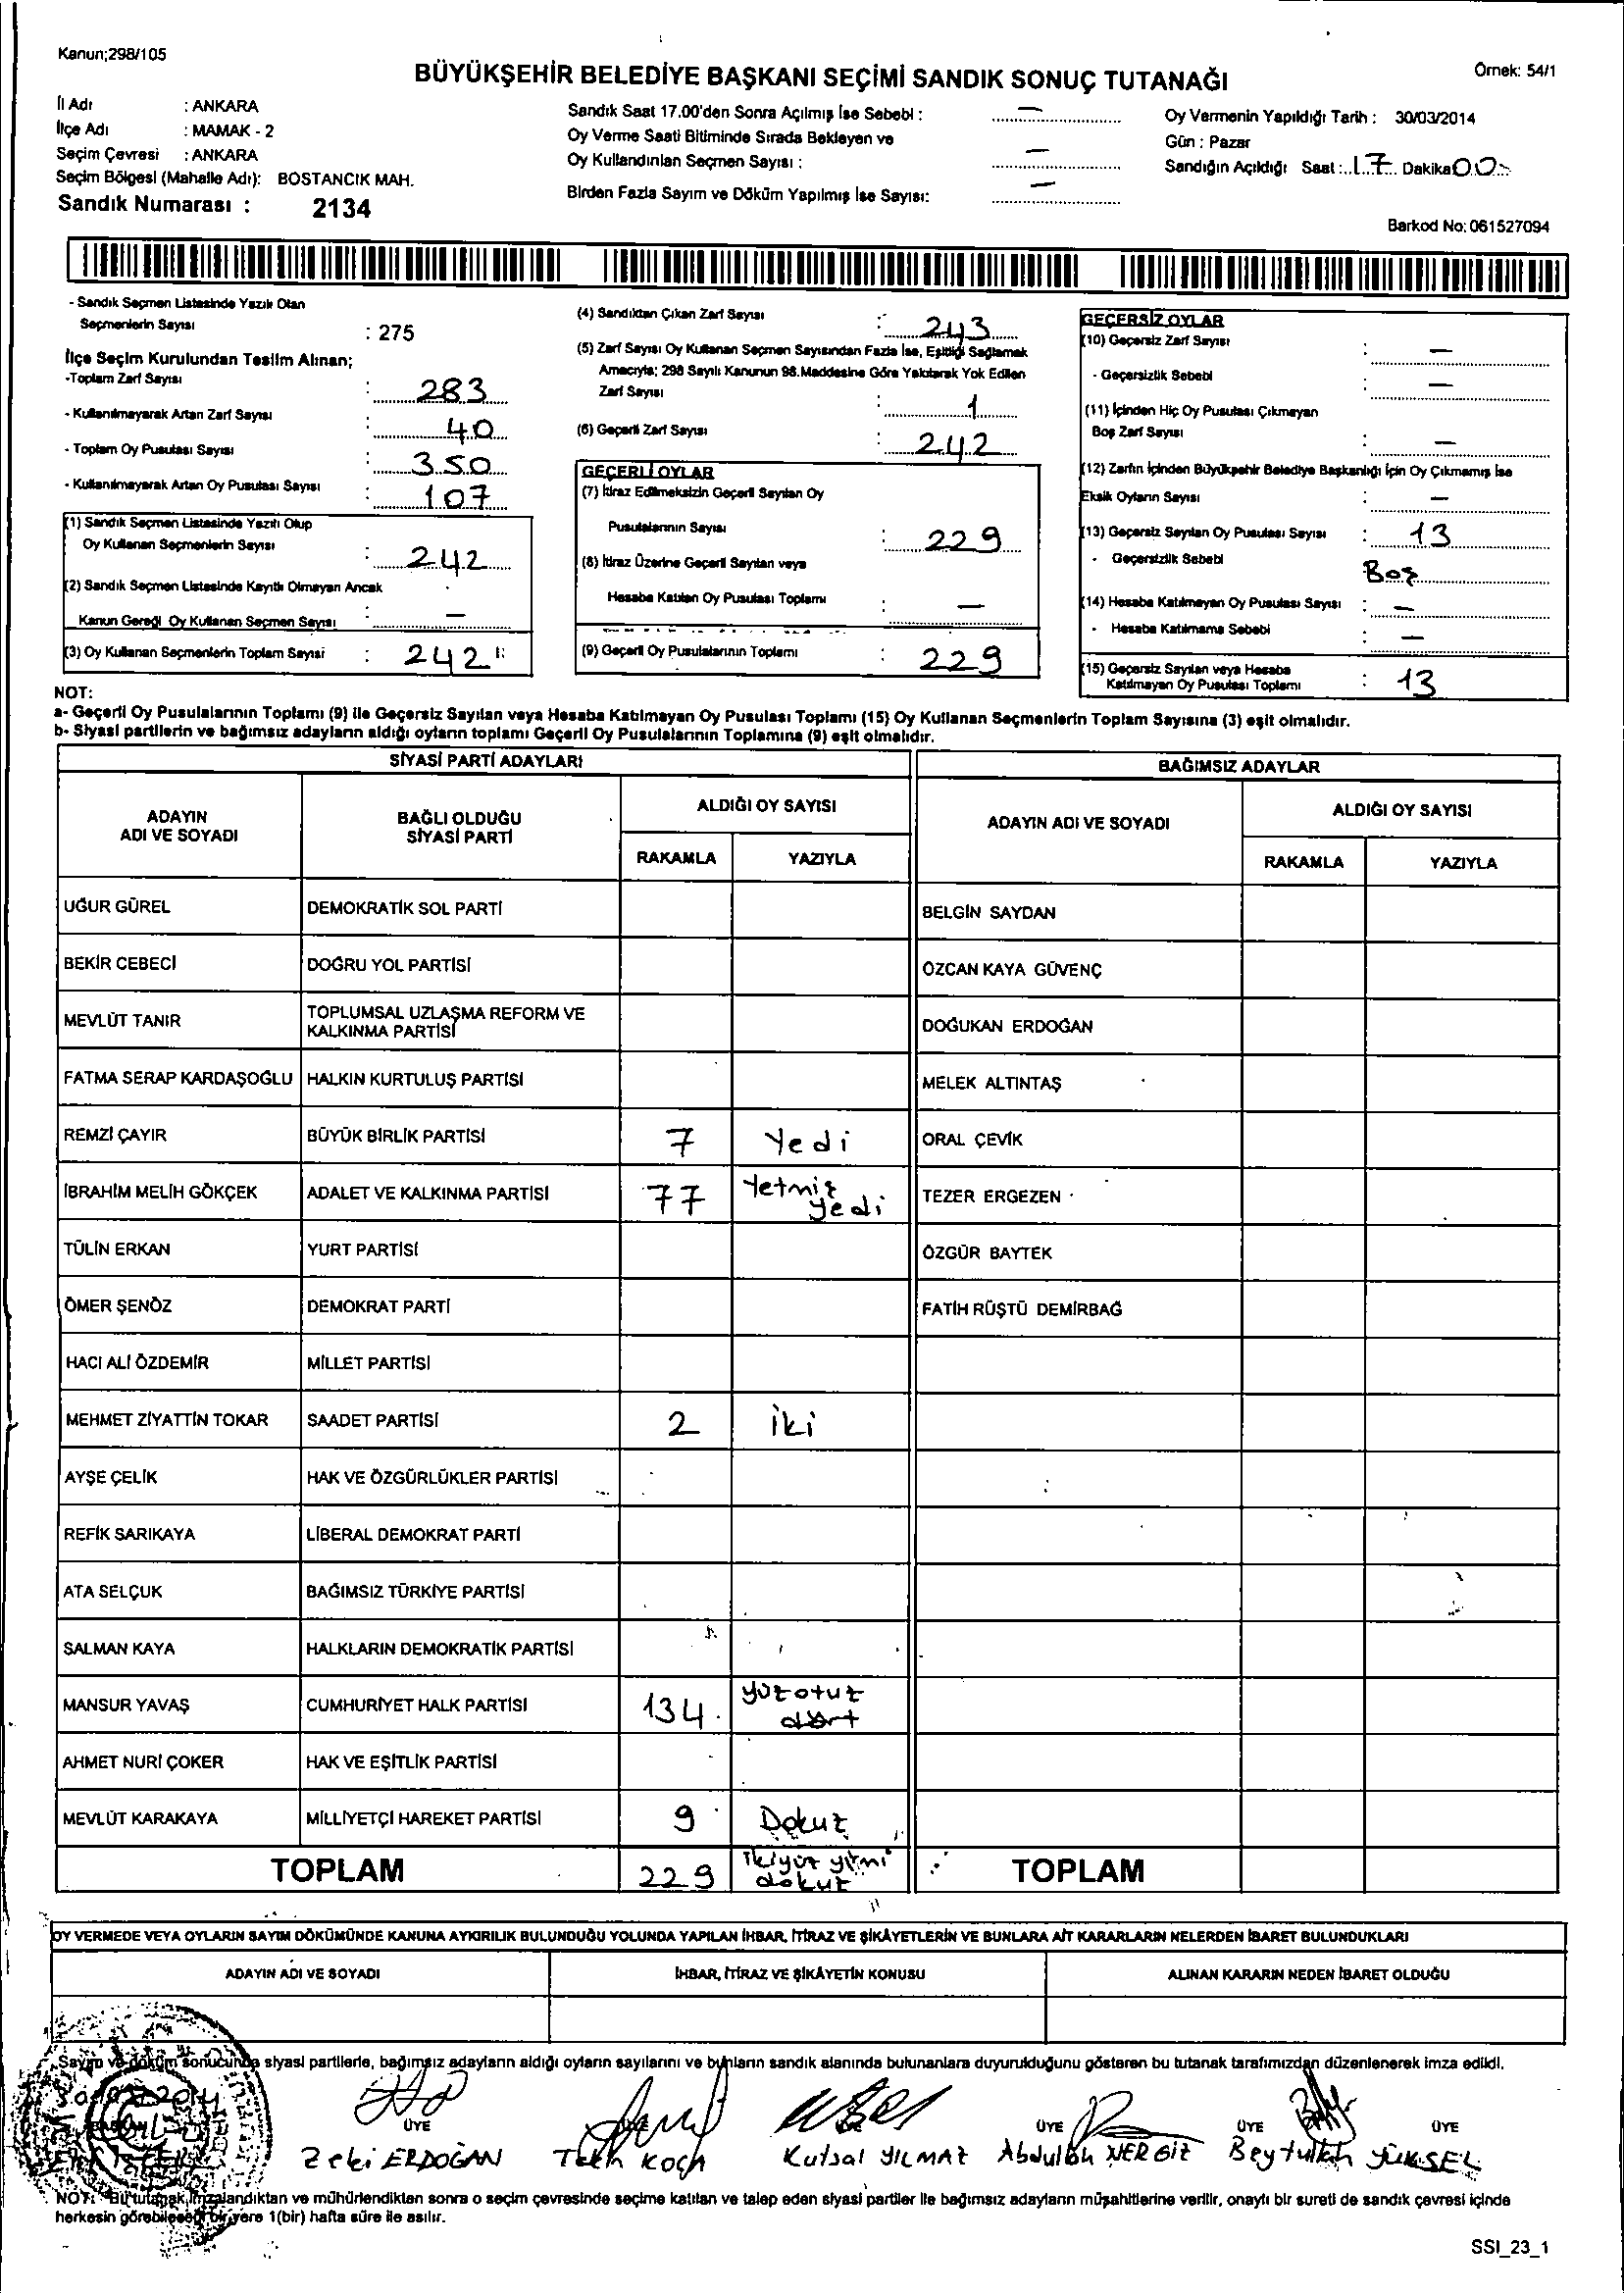 Kanun;298/105
BÜYÜKŞEHİR BELEDİYE BAŞKANI SEÇİMİ SANDIK SONUÇ TUTANAĞI
Örnek: 54/1
İl Adı : ANKARA
İlçe Adı : MAMAK - 2
Seçim Çevresi : ANKARA
Seçim Bölgesi (Mahalle Adı): BOSTANCIK MAH.
Sandık Numarası : 2134
Sandık Saat 17.00'den Sonra Açılmış İse Sebebi : —
Oy Verme Saati Bitiminde Sırada Bekleyen ve
Oy Kullandırılan Seçmen Sayısı : —
Birden Fazla Sayım ve Döküm Yapılmış İse Sayısı: —
Oy Vermenin Yapıldığı Tarih : 30/03/2014
Gün : Pazar
Sandığın Açıldığı Saat : 17 Dakika 00
Barkod No: 061527094
- Sandık Seçmen Listesinde Yazılı Olan
Seçmenlerin Sayısı : 275
İlçe Seçim Kurulundan Teslim Alınan;
-Toplam Zarf Sayısı : 283
- Kullanılmayarak Artan Zarf Sayısı : 40
- Toplam Oy Pusulası Sayısı : 350
- Kullanılmayarak Artan Oy Pusulası Sayısı : 107
(1) Sandık Seçmen Listesinde Yazılı Olup
Oy Kullanan Seçmenlerin Sayısı : 242
(2) Sandık Seçmen Listesinde Kayıtlı Olmayan Ancak
Kanun Gereği Oy Kullanan Seçmen Sayısı : —
(3) Oy Kullanan Seçmenlerin Toplam Sayısı : 242
(4) Sandıktan Çıkan Zarf Sayısı : 243
(5) Zarf Sayısı Oy Kullanan Seçmen Sayısından Fazla İse, Eşitliği Sağlamak
Amacıyla; 298 Sayılı Kanunun 98.Maddesine Göre Yakılarak Yok Edilen
Zarf Sayısı : 1
(6) Geçerli Zarf Sayısı : 242
GEÇERLİ OYLAR
(7) İtiraz Edilmeksizin Geçerli Sayılan Oy
Pusulalarının Sayısı : 229
(8) İtiraz Üzerine Geçerli Sayılan veya
Hesaba Katılan Oy Pusulası Toplamı : —
(9) Geçerli Oy Pusulalarının Toplamı : 229
GEÇERSİZ OYLAR
(10) Geçersiz Zarf Sayısı : —
- Geçersizlik Sebebi : —
(11) İçinden Hiç Oy Pusulası Çıkmayan
Boş Zarf Sayısı : —
(12) Zarfın İçinden Büyükşehir Belediye Başkanlığı İçin Oy Çıkmamış İse
Eksik Oyların Sayısı : —
(13) Geçersiz Sayılan Oy Pusulası Sayısı : 13
- Geçersizlik Sebebi Boş
(14) Hesaba Katılmayan Oy Pusulası Sayısı : —
- Hesaba Katılmama Sebebi : —
(15) Geçersiz Sayılan veya Hesaba
Katılmayan Oy Pusulası Toplamı : 13
NOT:
a- Geçerli Oy Pusulalarının Toplamı (9) ile Geçersiz Sayılan veya Hesaba Katılmayan Oy Pusulası Toplamı (15) Oy Kullanan Seçmenlerin Toplam Sayısına (3) eşit olmalıdır.
b- Siyasi partilerin ve bağımsız adayların aldığı oyların toplamı Geçerli Oy Pusulalarının Toplamına (9) eşit olmalıdır.
SİYASİ PARTİ ADAYLARI
ADAYIN ADI VE SOYADI
BAĞLI OLDUĞU SİYASİ PARTİ
ALDIĞI OY SAYISI
RAKAMLA YAZIYLA
UĞUR GÜREL DEMOKRATİK SOL PARTİ
BEKİR CEBECİ DOĞRU YOL PARTİSİ
MEVLÜT TANIR TOPLUMSAL UZLAŞMA REFORM VE
KALKINMA PARTİSİ
FATMA SERAP KARDAŞOĞLU HALKIN KURTULUŞ PARTİSİ
REMZİ ÇAYIR BÜYÜK BİRLİK PARTİSİ 7 Yedi
İBRAHİM MELİH GÖKÇEK ADALET VE KALKINMA PARTİSİ 77 Yetmiş yedi
TÜLİN ERKAN YURT PARTİSİ
ÖMER ŞENÖZ DEMOKRAT PARTİ
HACI ALİ ÖZDEMİR MİLLET PARTİSİ
MEHMET ZİYATTİN TOKAR SAADET PARTİSİ 2 iki
AYŞE ÇELİK HAK VE ÖZGÜRLÜKLER PARTİSİ
REFİK SARIKAYA LİBERAL DEMOKRAT PARTİ
ATA SELÇUK BAĞIMSIZ TÜRKİYE PARTİSİ
SALMAN KAYA HALKLARIN DEMOKRATİK PARTİSİ
MANSUR YAVAŞ CUMHURİYET HALK PARTİSİ 134 yüzotuz dört
AHMET NURİ ÇOKER HAK VE EŞİTLİK PARTİSİ
MEVLÜT KARAKAYA MİLLİYETÇİ HAREKET PARTİSİ 9 Dokuz
TOPLAM 229 ikiyüz yirmi dokuz
BAĞIMSIZ ADAYLAR
ADAYIN ADI VE SOYADI
ALDIĞI OY SAYISI
RAKAMLA YAZIYLA
BELGİN SAYDAN
ÖZCAN KAYA GÜVENÇ
DOĞUKAN ERDOĞAN
MELEK ALTINTAŞ
ORAL ÇEVİK
TEZER ERGEZEN
ÖZGÜR BAYTEK
FATİH RÜŞTÜ DEMİRBAĞ
TOPLAM
OY VERMEDE VEYA OYLARIN SAYIM DÖKÜMÜNDE KANUNA AYKIRILIK BULUNDUĞU YOLUNDA YAPILAN İHBAR, İTİRAZ VE ŞİKÂYETLERİN VE BUNLARA AİT KARARLARIN NELERDEN İBARET BULUNDUKLARI
ADAYIN ADI VE SOYADI
İHBAR, İTİRAZ VE ŞİKÂYETİN KONUSU
ALINAN KARARIN NEDEN İBARET OLDUĞU
Sayım ve döküm sonucunda siyasi partilerle, bağımsız adayların aldığı oyların sayılarını ve bunların sandık alanında bulunanlara duyurulduğunu gösteren bu tutanak tarafımızdan düzenlenerek imza edildi.
ÜYE ÜYE ÜYE ÜYE
Zeki ERDOĞAN
KOÇ
Kutsal YILMAZ
Abdullah NERGİZ
Beytullah YÜKSEL
NOT: Bu tutanak imzalandıktan ve mühürlendikten sonra o seçim çevresinde seçime katılan ve talep eden siyasi partiler ile bağımsız adayların müşahitlerine verilir, onaylı bir sureti de sandık çevresi içinde
herkesin görebileceği bir yere 1(bir) hafta süre ile asılır.
SSI_23_1